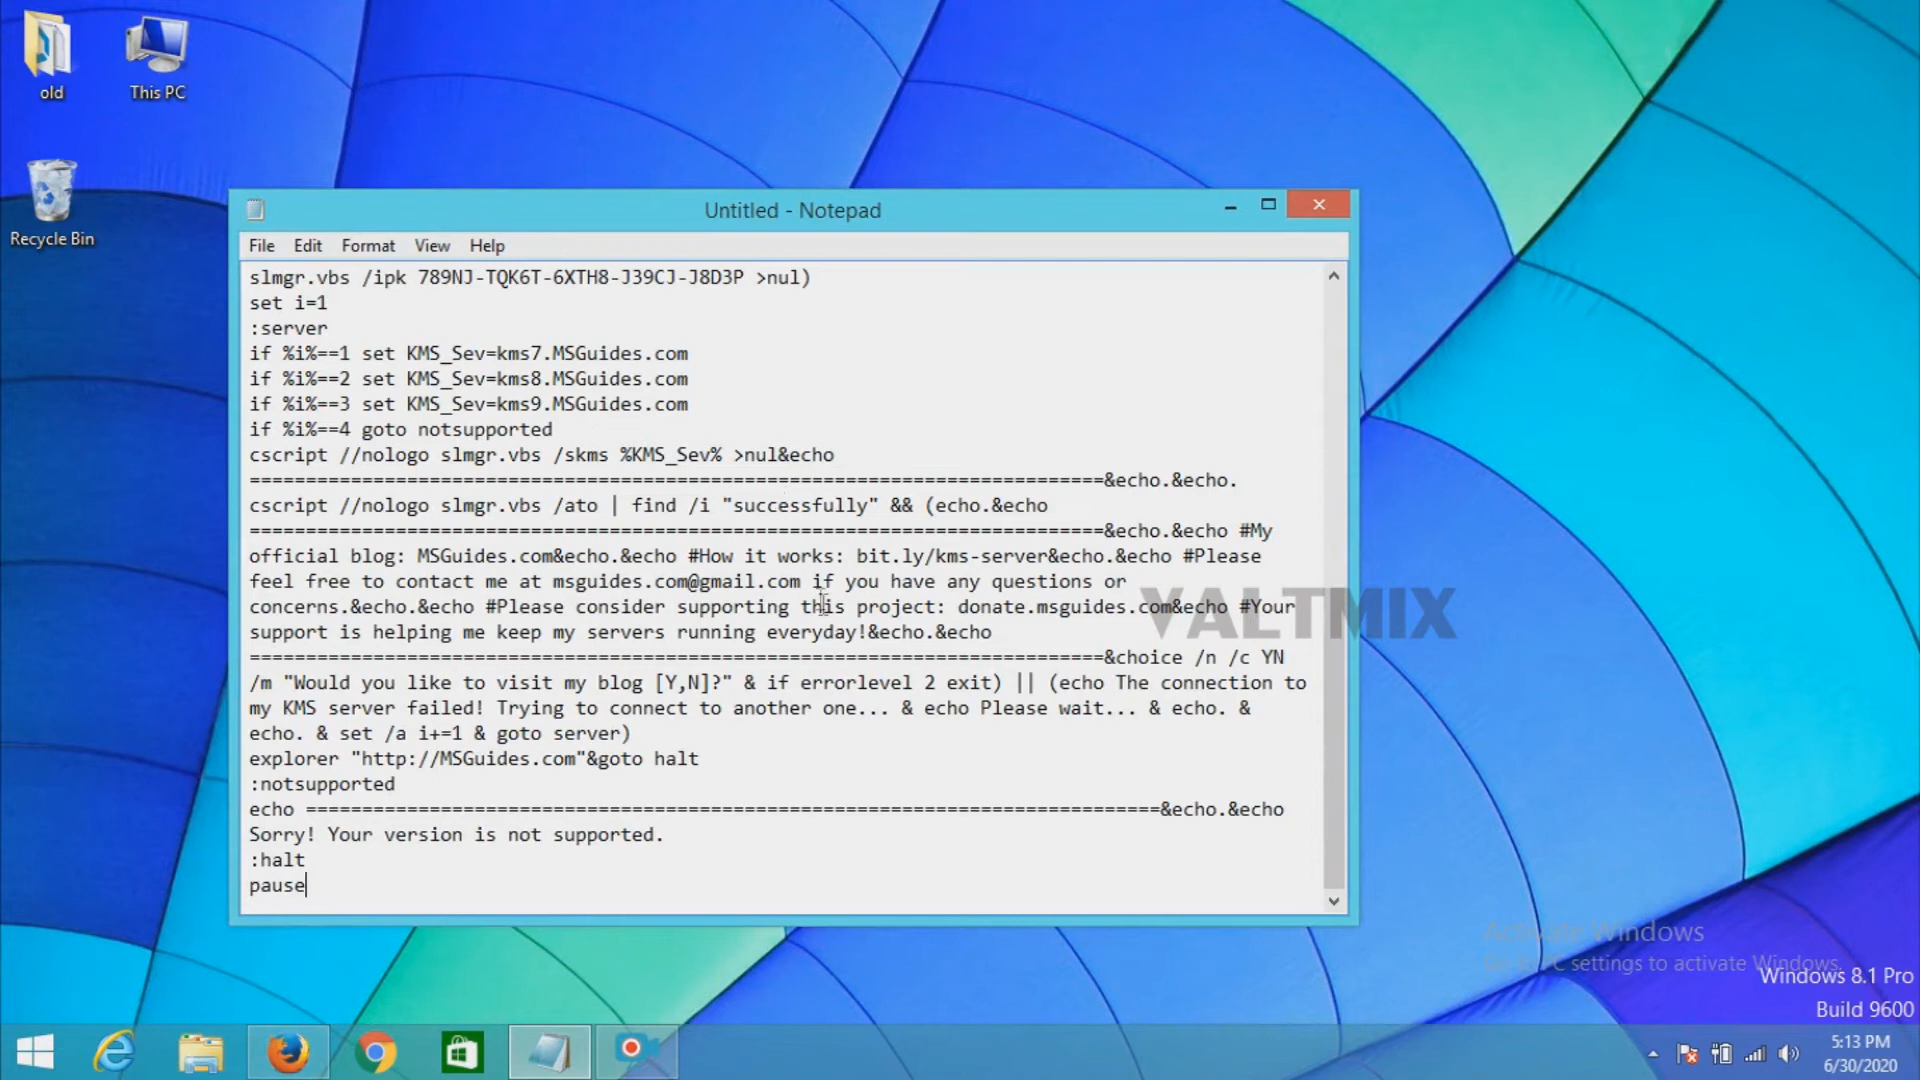 old
This PC
Recycle Bin
Untitled - Notepad
File Edit Format View Help
slmgr.vbs /ipk 789NJ-TQK6T-6XTH8-J39CJ-J8D3P >nul)
set i=1
:server
if %i%==1 set KMS_Sev=kms7.MSGuides.com
if %i%==2 set KMS_Sev=kms8.MSGuides.com
if %i%==3 set KMS_Sev=kms9.MSGuides.com
if %i%==4 goto notsupported
cscript //nologo slmgr.vbs /skms %KMS_Sev% >nul&echo
============================================================================&echo.&echo.
cscript //nologo slmgr.vbs /ato | find /i "successfully" && (echo.&echo
============================================================================&echo.&echo #My
official blog: MSGuides.com&echo.&echo #How it works: bit.ly/kms-server&echo.&echo #Please
feel free to contact me at msguides.com@gmail.com if you have any questions or
concerns.&echo.&echo #Please consider supporting this project: donate.msguides.com&echo #Your
support is helping me keep my servers running everyday!&echo.&echo
============================================================================&choice /n /c YN
/m "Would you like to visit my blog [Y,N]?" & if errorlevel 2 exit) || (echo The connection to
my KMS server failed! Trying to connect to another one... & echo Please wait... & echo. &
echo. & set /a i+=1 & goto server)
explorer "http://MSGuides.com"&goto halt
:notsupported
echo ============================================================================&echo.&echo
Sorry! Your version is not supported.
:halt
pause
VALTMIX
Activate Windows
Go to PC settings to activate Windows.
Windows 8.1 Pro
Build 9600
5:13 PM
6/30/2020